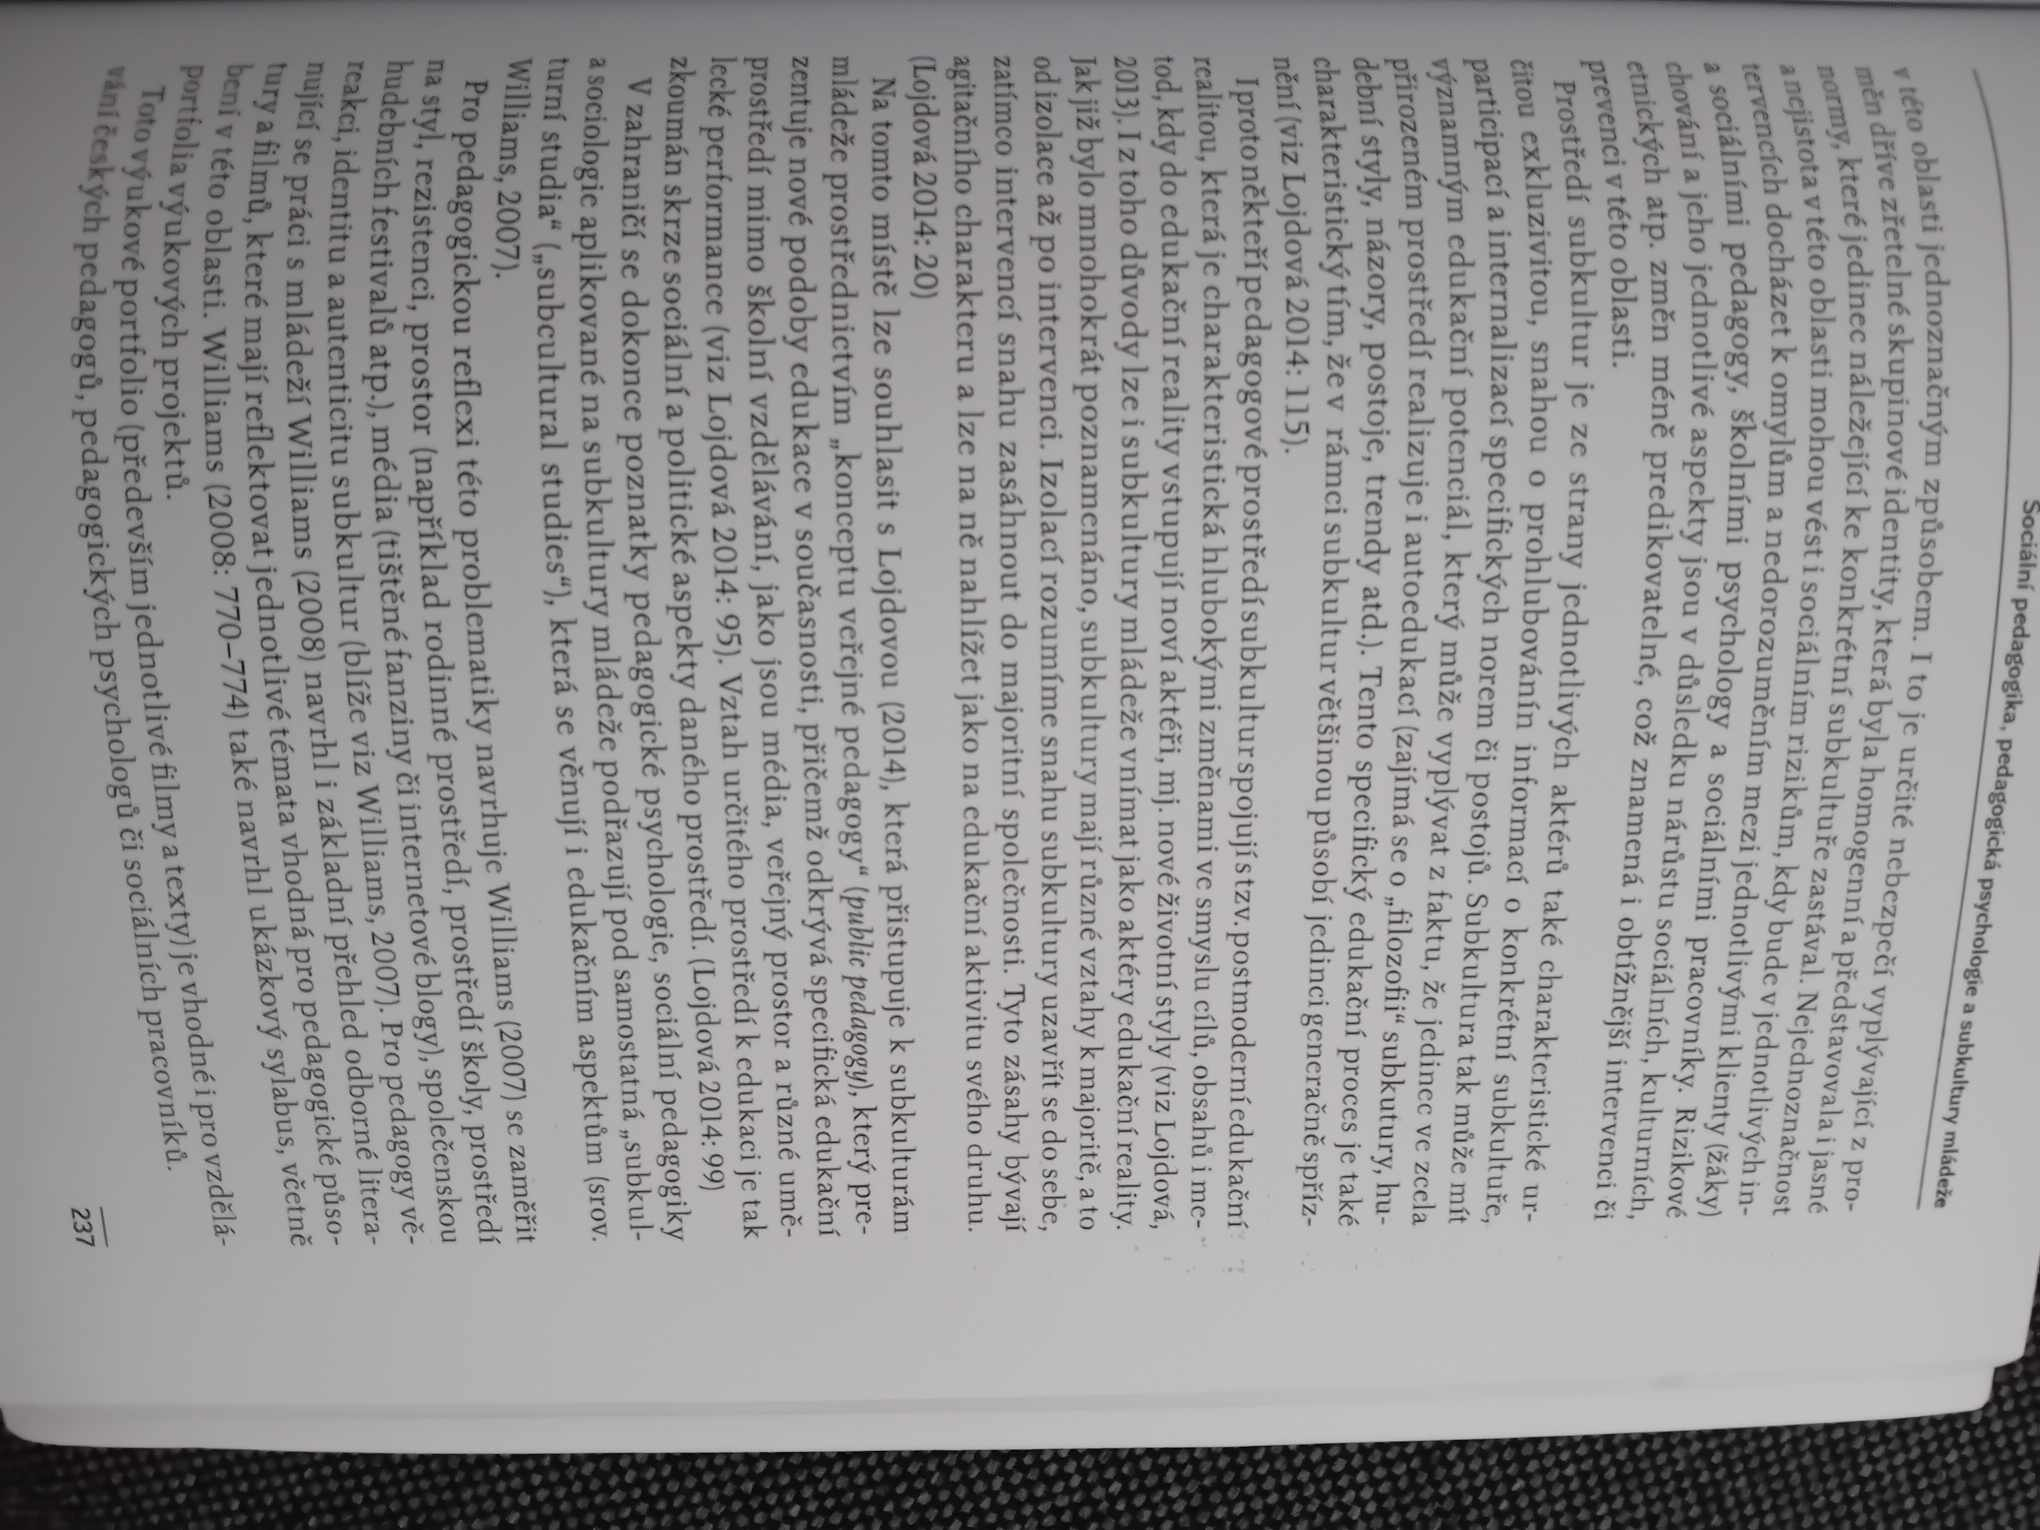 Sociální pedagogika, pedagogická psychologie a subkultury mládeže
v této oblasti jednoznačným způsobem. I to je určité nebezpečí vyplývající z pro-
měn dříve zřetelné skupinové identity, která byla homogenní a představovala i jasné
normy, které jedinec náležející ke konkrétní subkultuře zastával. Nejednoznačnost
a nejistota v této oblasti mohou vést i sociálním rizikům, kdy bude v jednotlivých in-
tervencích docházet k omylům a nedorozuměním mezi jednotlivými klienty (žáky)
a sociálními pedagogy, školními psychology a sociálními pracovníky. Rizikové
chování a jeho jednotlivé aspekty jsou v důsledku nárůstu sociálních, kulturních,
etnických atp. změn méně predikovatelné, což znamená i obtížnější intervenci či
prevenci v této oblasti.
Prostředí subkultur je ze strany jednotlivých aktérů také charakteristické ur-
čitou exkluzivitou, snahou o prohlubováním informací o konkrétní subkultuře,
participací a internalizací specifických norem či postojů. Subkultura tak může mít
významným edukační potenciál, který může vyplývat z faktu, že jedinec ve zcela
přirozeném prostředí realizuje i autoedukací (zajímá se o „filozofii“ subkutury, hu-
dební styly, názory, postoje, trendy atd.). Tento specifický edukační proces je také
charakteristický tím, že v rámci subkultur většinou působí jedinci generačně spříz-
nění (viz Lojdová 2014: 115).
I proto někteří pedagogové prostředí subkultur spojují s tzv. postmoderní edukační
realitou, která je charakteristická hlubokými změnami ve smyslu cílů, obsahů i me-
tod, kdy do edukační reality vstupují noví aktéři, mj. nové životní styly (viz Lojdová,
2013). I z toho důvody lze i subkultury mládeže vnímat jako aktéry edukační reality.
Jak již bylo mnohokrát poznamenáno, subkultury mají různé vztahy k majoritě, a to
od izolace až po intervenci. Izolací rozumíme snahu subkultury uzavřít se do sebe,
zatímco intervencí snahu zasáhnout do majoritní společnosti. Tyto zásahy bývají
agitačního charakteru a lze na ně nahlížet jako na edukační aktivitu svého druhu.
(Lojdová 2014: 20)
Na tomto místě lze souhlasit s Lojdovou (2014), která přistupuje k subkulturám
mládeže prostřednictvím „konceptu veřejné pedagogy“ (public pedagogy), který pre-
zentuje nové podoby edukace v současnosti, přičemž odkrývá specifická edukační
prostředí mimo školní vzdělávání, jako jsou média, veřejný prostor a různé umě-
lecké performance (viz Lojdová 2014: 95). Vztah určitého prostředí k edukaci je tak
zkoumán skrze sociální a politické aspekty daného prostředí. (Lojdová 2014: 99)
V zahraničí se dokonce poznatky pedagogické psychologie, sociální pedagogiky
a sociologie aplikované na subkultury mládeže podřazují pod samostatná „subkul-
turní studia“ („subcultural studies“), která se věnují i edukačním aspektům (srov.
Williams, 2007).
Pro pedagogickou reflexi této problematiky navrhuje Williams (2007) se zaměřit
na styl, rezistenci, prostor (například rodinné prostředí, prostředí školy, prostředí
hudebních festivalů atp.), média (tištěné fanziny či internetové blogy), společenskou
reakci, identitu a autenticitu subkultur (blíže viz Williams, 2007). Pro pedagogy vě-
nující se práci s mládeží Williams (2008) navrhl i základní přehled odborné litera-
tury a filmů, které mají reflektovat jednotlivé témata vhodná pro pedagogické půso-
bení v této oblasti. Williams (2008: 770–774) také navrhl ukázkový sylabus, včetně
portfolia výukových projektů.
Toto výukové portfolio (především jednotlivé filmy a texty) je vhodné i pro vzdělá-
vání českých pedagogů, pedagogických psychologů či sociálních pracovníků.
237